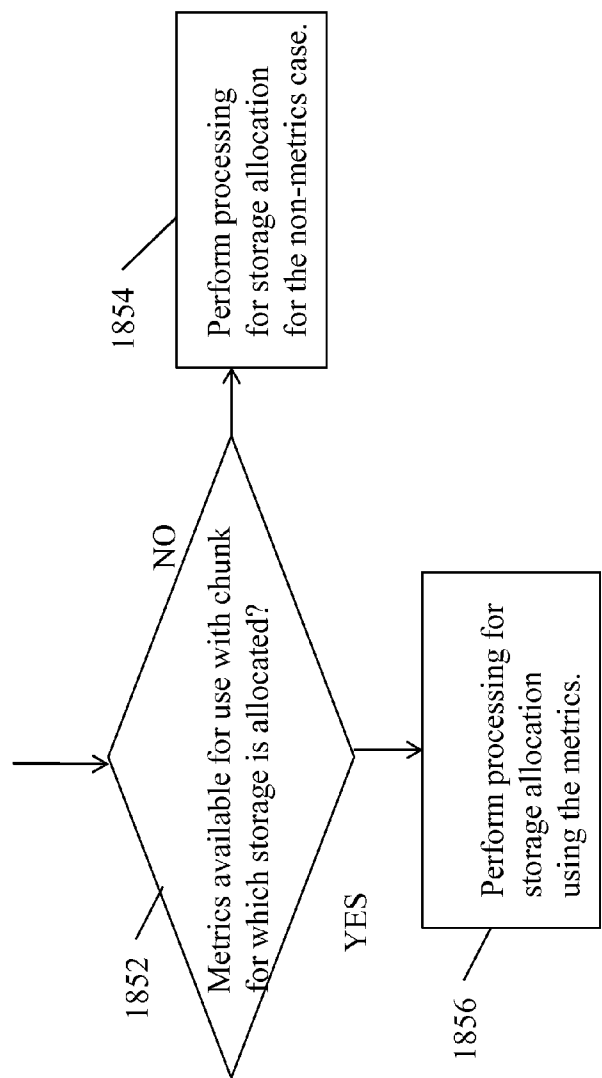 1852
Metrics available for use with chunk
for which storage is allocated?
NO
1854
Perform processing
for storage allocation
for the non-metrics case.
YES
1856
Perform processing for
storage allocation
using the metrics.